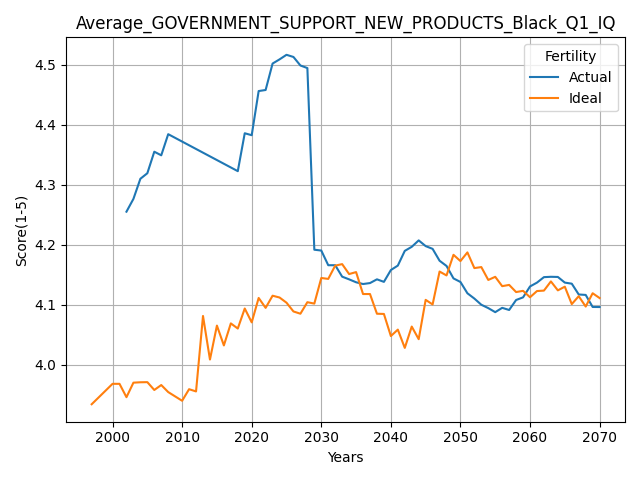 Average_GOVERNMENT_SUPPORT_NEW_PRODUCTS_Black_Q1_IQ
Fertility
Actual
Ideal
4.5
4.4
4.3
4.2
4.1
4.0
Score(1-5)
2000 2010 2020 2030 2040 2050 2060 2070
Years